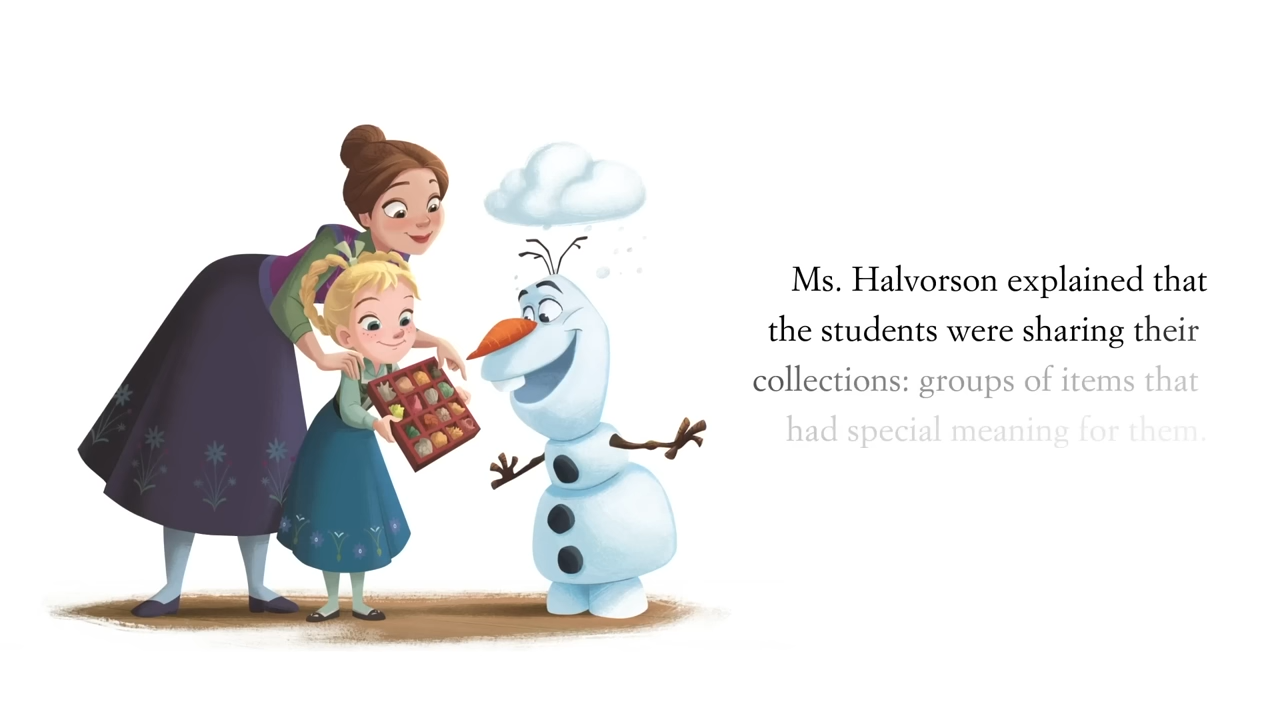 Ms. Halvorson explained that
the students were sharing their
collections: groups of items that
had special meaning for them.